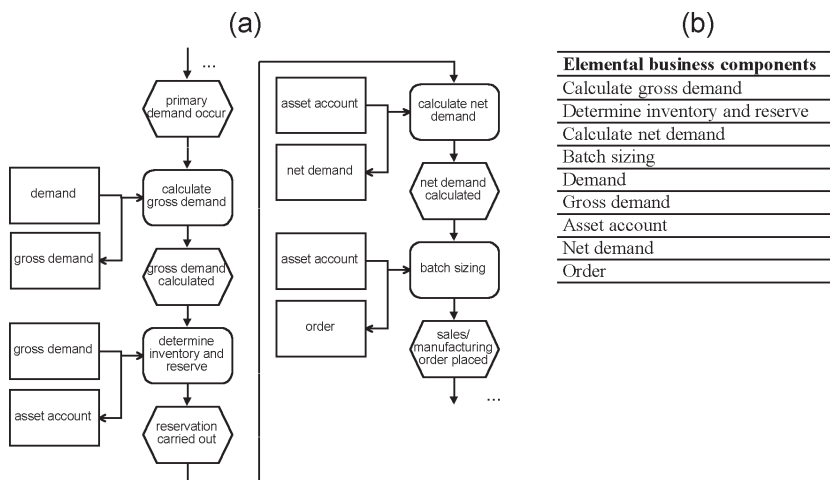 (a)
...
primary
demand occur
demand
calculate
gross demand
gross demand
gross demand
calculated
gross demand
determine
inventory and
reserve
asset account
reservation
carried out
asset account
calculate net
demand
net demand
net demand
calculated
asset account
batch sizing
order
sales/
manufacturing
order placed
...
(b)
Elemental business components
Calculate gross demand
Determine inventory and reserve
Calculate net demand
Batch sizing
Demand
Gross demand
Asset account
Net demand
Order